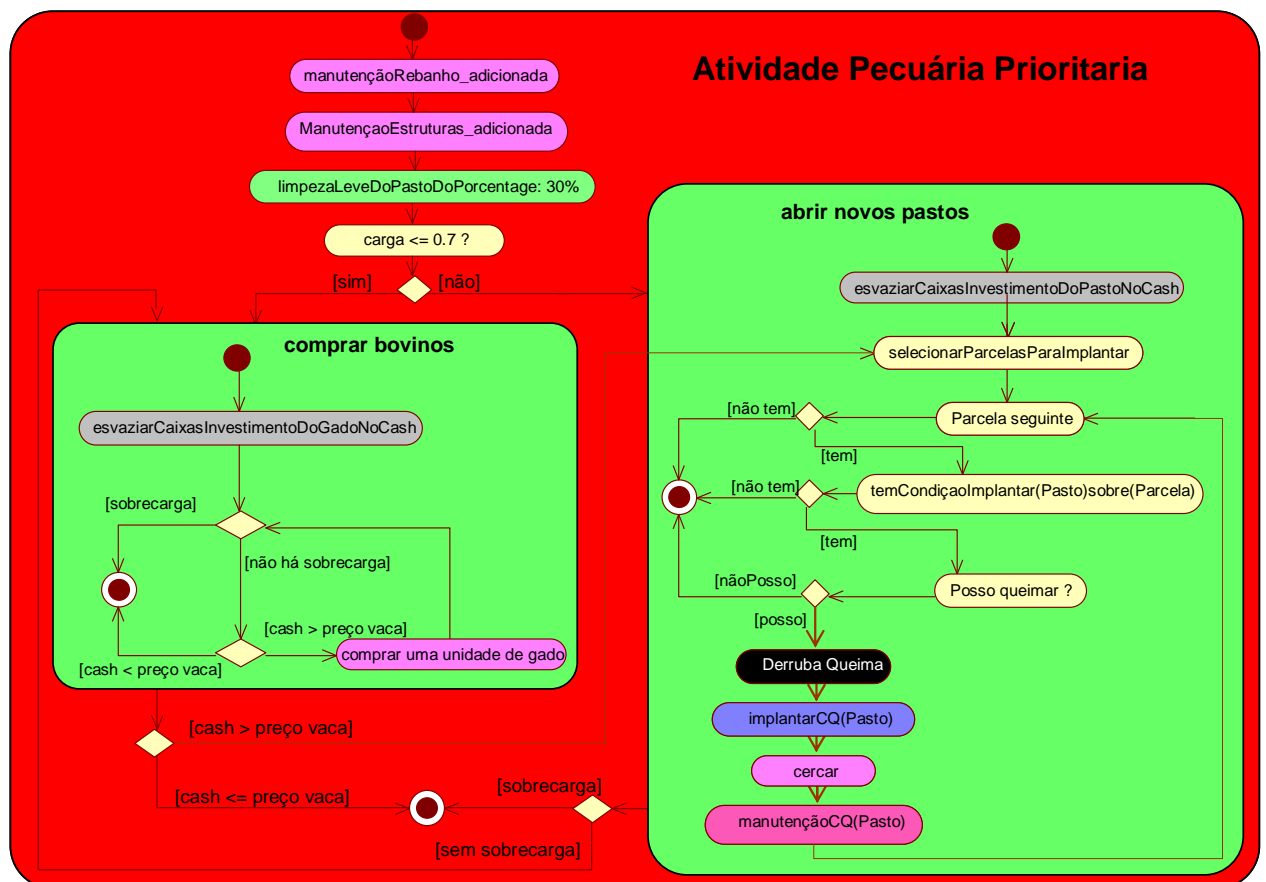 Atividade Pecuária Prioritaria
manutençãoRebanho_adicionada
ManutençaoEstruturas_adicionada
limpezaLeveDoPastoDoPorcentage: 30%
carga <= 0.7 ?
[sim]
[não]
comprar bovinos
esvaziarCaixasInvestimentoDoGadoNoCash
[sobrecarga]
[não há sobrecarga]
[cash > preço vaca]
comprar uma unidade de gado
[cash < preço vaca]
[cash > preço vaca]
[cash <= preço vaca]
abrir novos pastos
esvaziarCaixasInvestimentoDoPastoNoCash
selecionarParcelasParaImplantar
Parcela seguinte
[não tem]
[tem]
temCondiçaoImplantar(Pasto)sobre(Parcela)
[não tem]
[tem]
Posso queimar ?
[nãoPosso]
[posso]
Derruba Queima
implantarCQ(Pasto)
cercar
manutençãoCQ(Pasto)
[sobrecarga]
[sem sobrecarga]